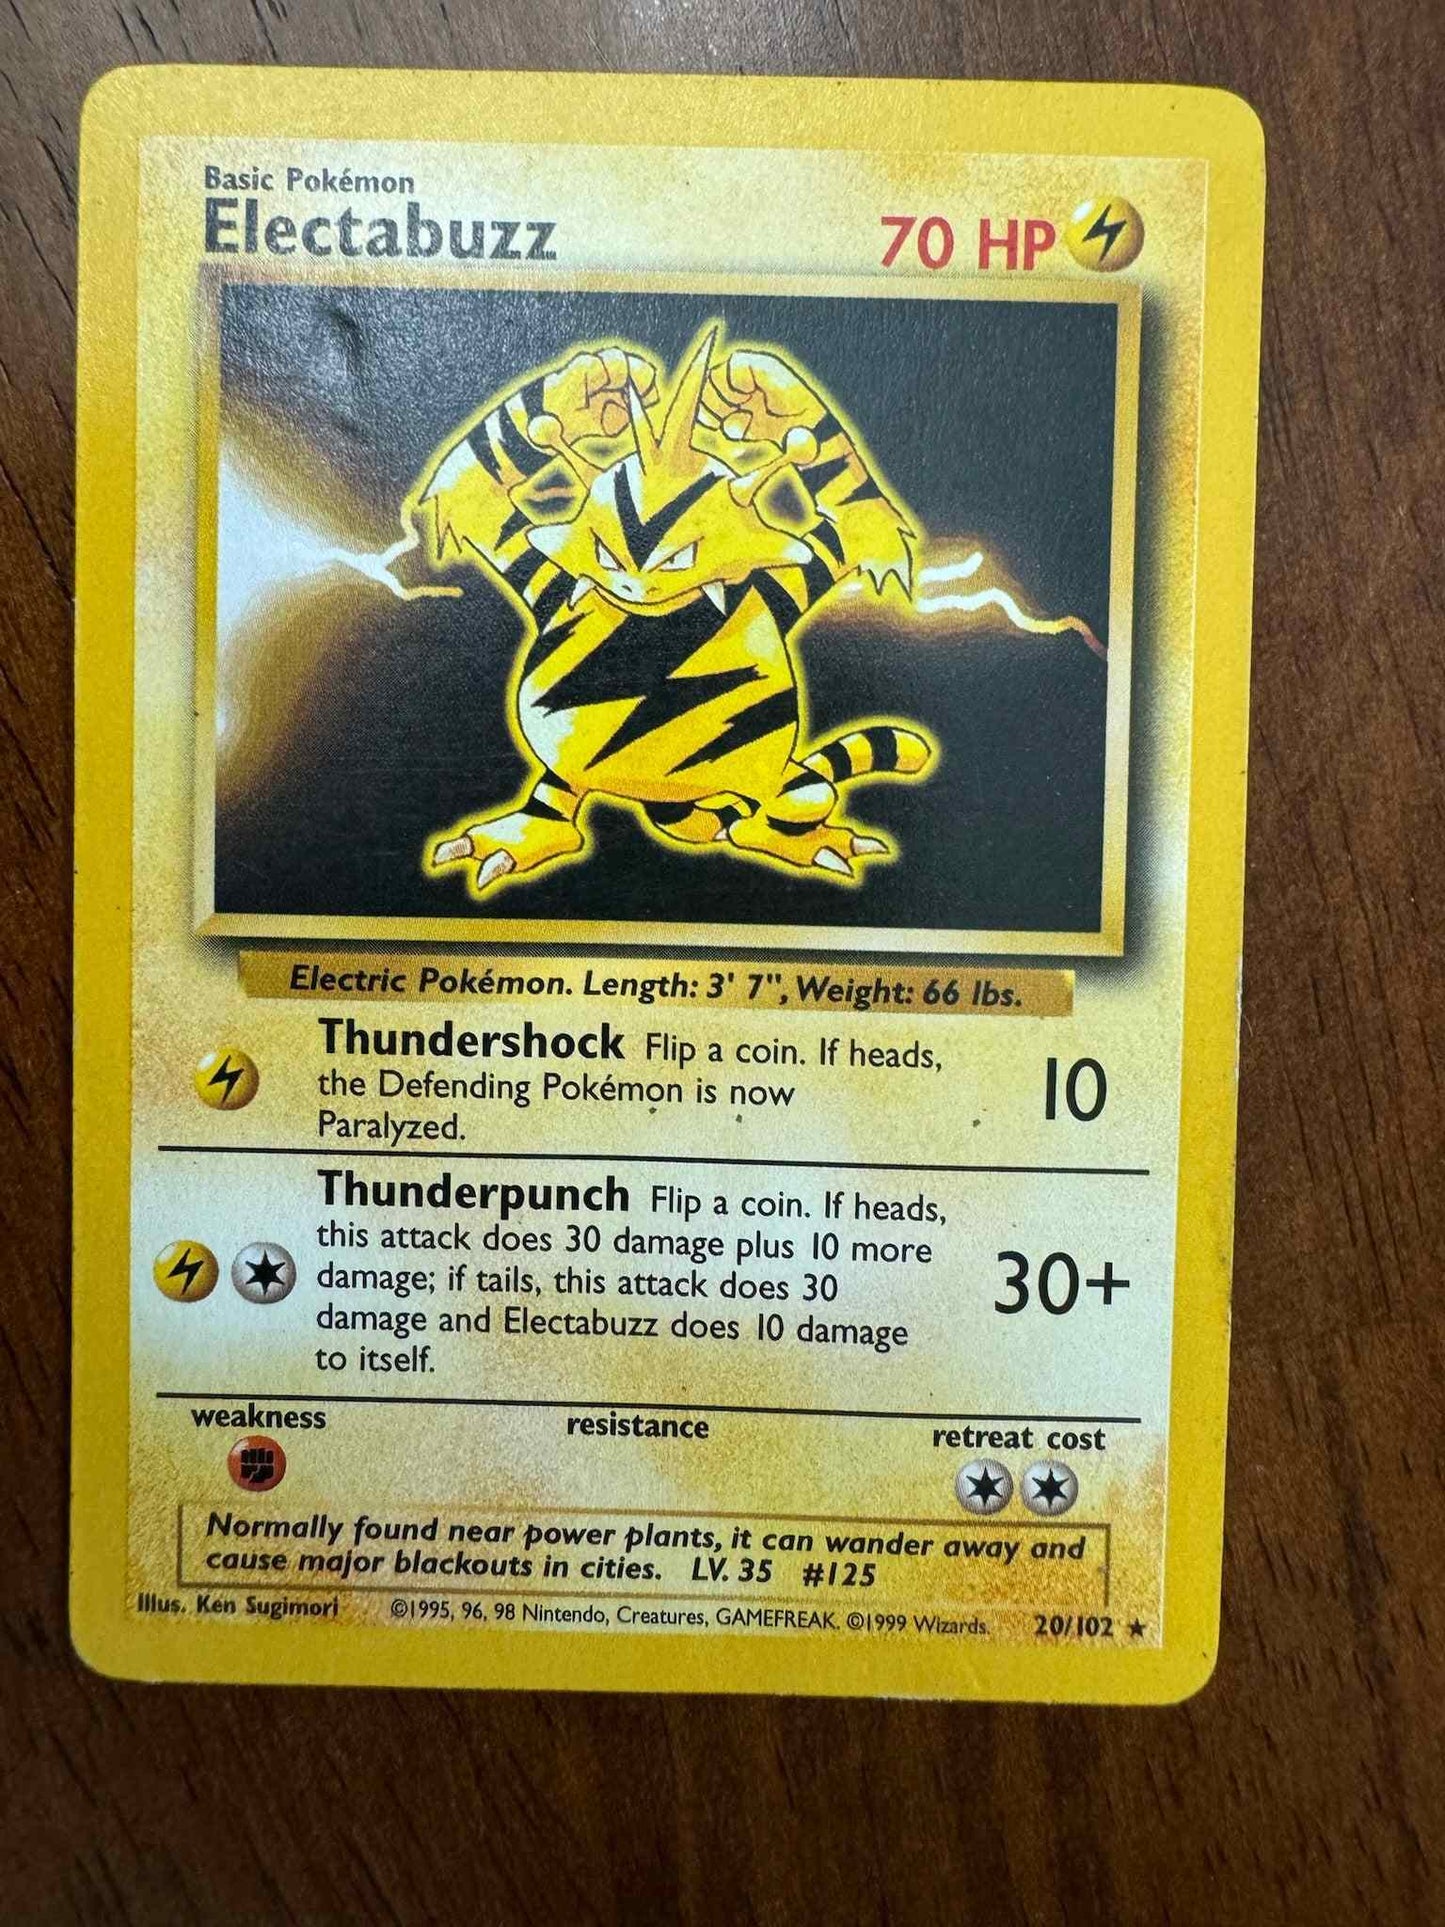 Basic Pokémon
Electabuzz
70 HP
Electric Pokémon. Length: 3' 7", Weight: 66 lbs.
Thundershock Flip a coin. If heads,
the Defending Pokémon is now
Paralyzed.
10
Thunderpunch Flip a coin. If heads,
this attack does 30 damage plus 10 more
damage; if tails, this attack does 30
damage and Electabuzz does 10 damage
to itself.
30+
weakness resistance retreat cost
Normally found near power plants, it can wander away and
cause major blackouts in cities. LV. 35 #125
Illus. Ken Sugimori ©1995, 96, 98 Nintendo, Creatures, GAMEFREAK. ©1999 Wizards. 20/102 ★